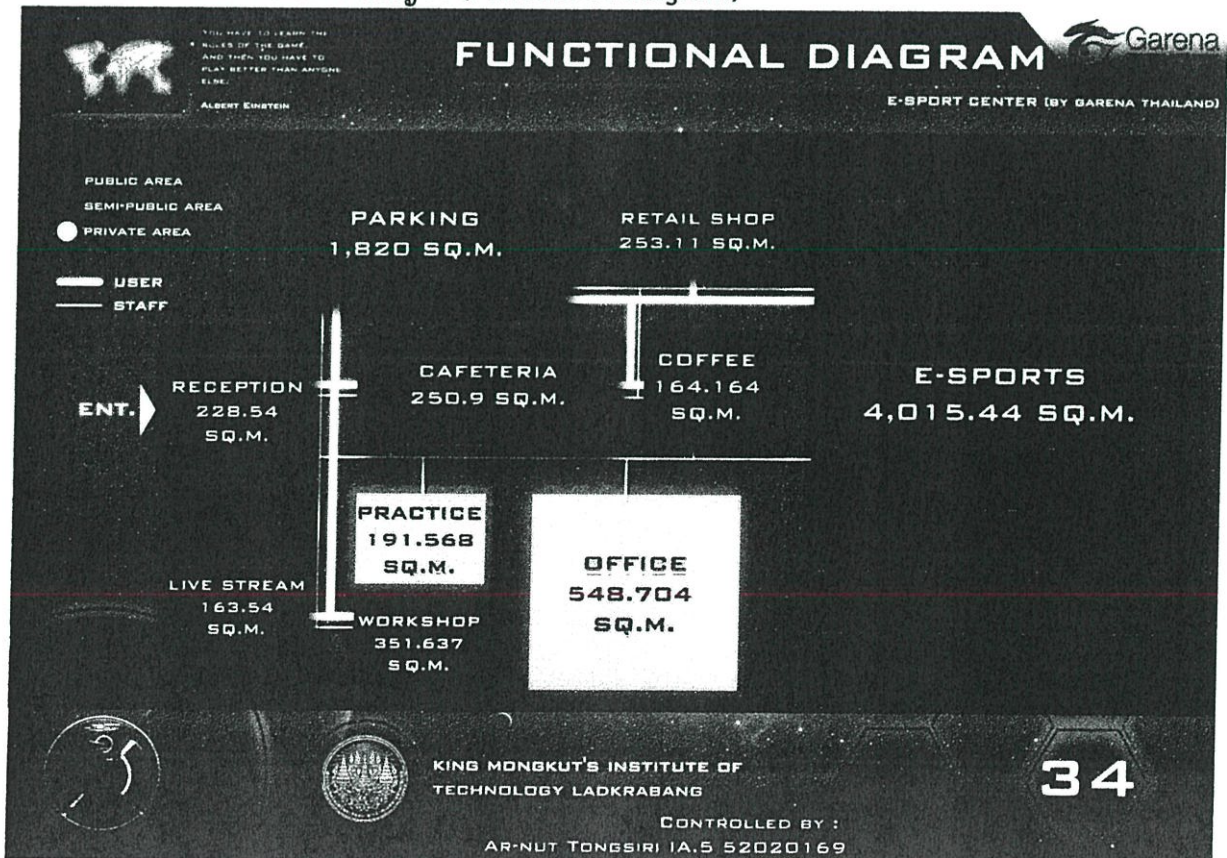 YOU HAVE TO LEARN THE
RULES OF THE GAME.
AND THEN YOU HAVE TO
PLAY BETTER THAN ANYONE
ELSE.
ALBERT EINSTEIN
FUNCTIONAL DIAGRAM
Garena
E-SPORT CENTER (BY GARENA THAILAND)
PUBLIC AREA
SEMI-PUBLIC AREA
PRIVATE AREA
USER
STAFF
PARKING
1,820 SQ.M.
RETAIL SHOP
253.11 SQ.M.
ENT.
RECEPTION
228.54
SQ.M.
CAFETERIA
250.9 SQ.M.
COFFEE
164.164
SQ.M.
E-SPORTS
4,015.44 SQ.M.
PRACTICE
191.568
SQ.M.
OFFICE
548.704
SQ.M.
LIVE STREAM
163.54
SQ.M.
WORKSHOP
351.637
SQ.M.
KING MONGKUT'S INSTITUTE OF
TECHNOLOGY LADKRABANG
34
CONTROLLED BY :
AR-NUT TONGSIRI IA.5 52020169